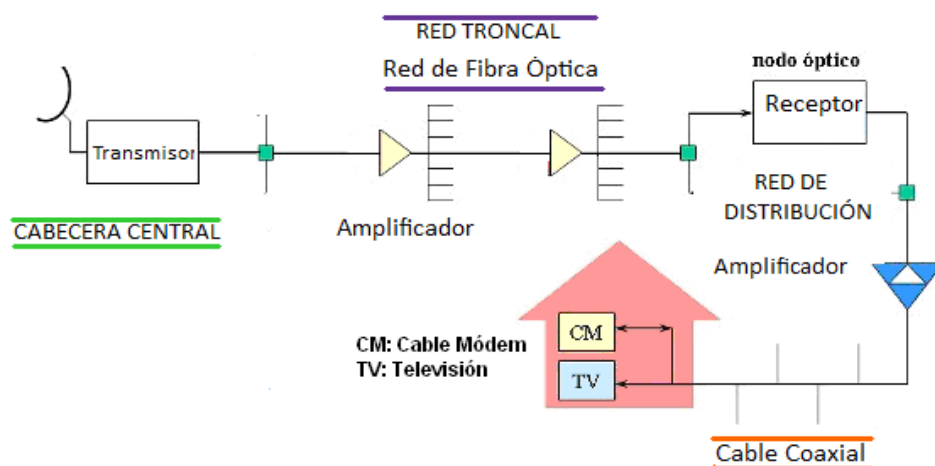 RED TRONCAL
Red de Fibra Óptica
nodo óptico
Receptor
Transmisor
CABECERA CENTRAL
Amplificador
RED DE
DISTRIBUCIÓN
Amplificador
CM: Cable Módem
TV: Televisión
CM
TV
Cable Coaxial